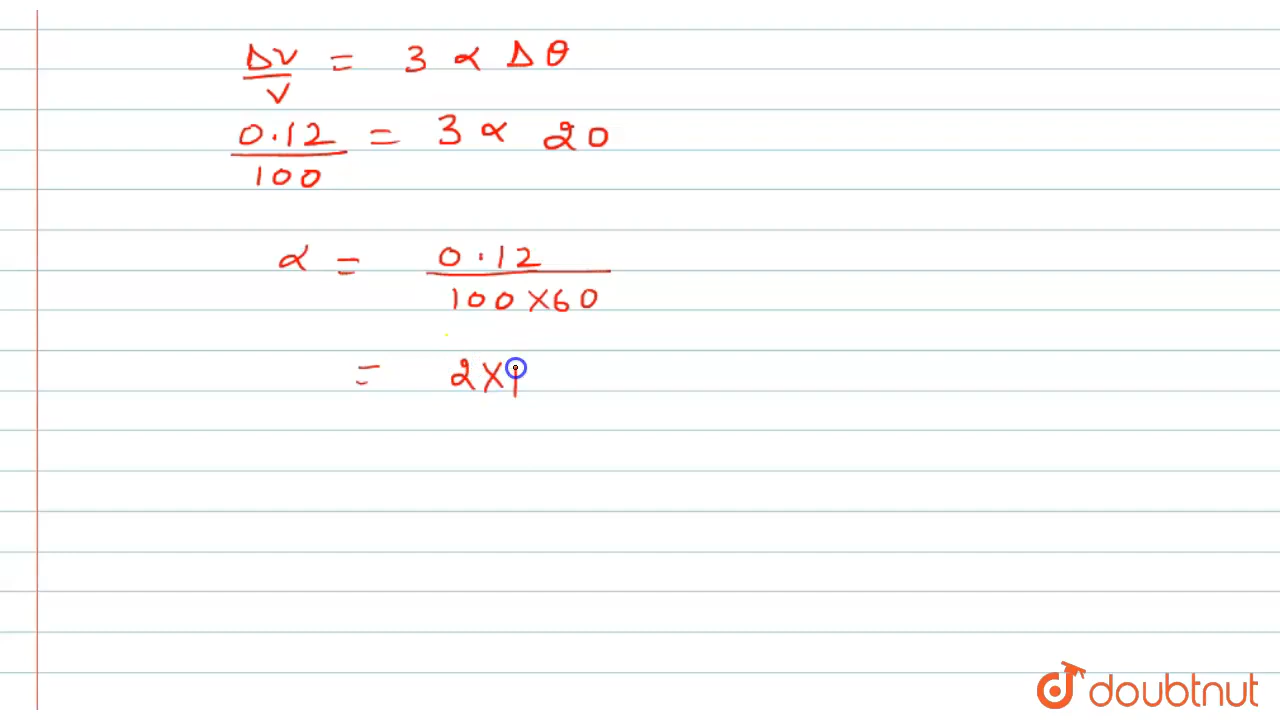 ΔV/V = 3 α Δθ
0.12/100 = 3 α 20
α = 0.12/100×60
= 2×1
doubtnut